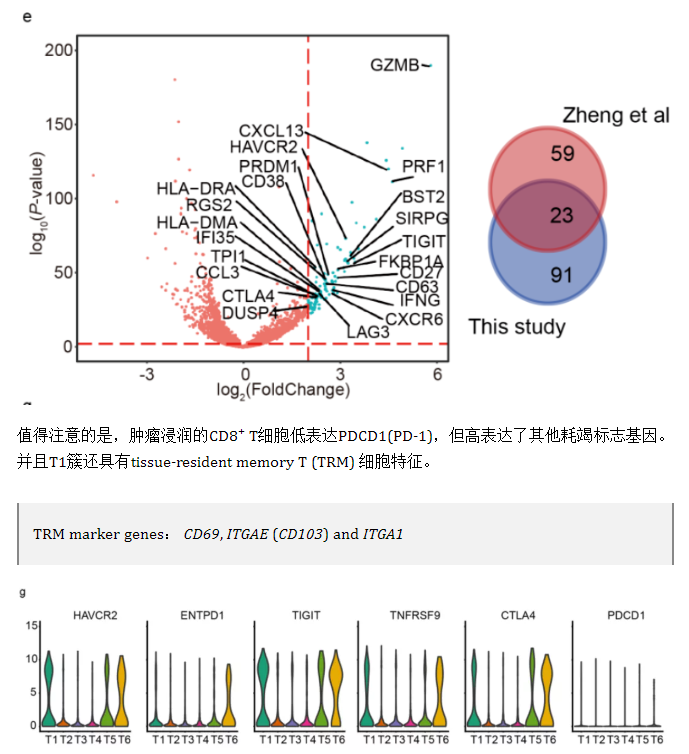 e
200
150
100
50
0
log10(P-value)
-3
0
3
6
log2(FoldChange)
GZMB
CXCL13
HAVCR2
PRDM1
CD38
HLA−DRA
RGS2
HLA−DMA
IFI35
TPI1
CCL3
CTLA4
DUSP4
PRF1
BST2
SIRPG
TIGIT
FKBP1A
CD27
CD63
IFNG
CXCR6
LAG3
Zheng et al
59
23
91
This study
值得注意的是，肿瘤浸润的CD8⁺ T细胞低表达PDCD1(PD-1)，但高表达了其他耗竭标志基因。
并且T1簇还具有tissue-resident memory T (TRM) 细胞特征。
TRM marker genes： CD69, ITGAE (CD103) and ITGA1
g
HAVCR2 ENTPD1 TIGIT TNFRSF9 CTLA4 PDCD1
15
10
5
0
T1 T2 T3 T4 T5 T6 T1 T2 T3 T4 T5 T6 T1 T2 T3 T4 T5 T6 T1 T2 T3 T4 T5 T6 T1 T2 T3 T4 T5 T6 T1 T2 T3 T4 T5 T6